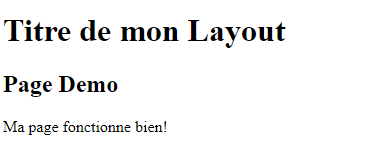 Titre de mon Layout
Page Demo
Ma page fonctionne bien!